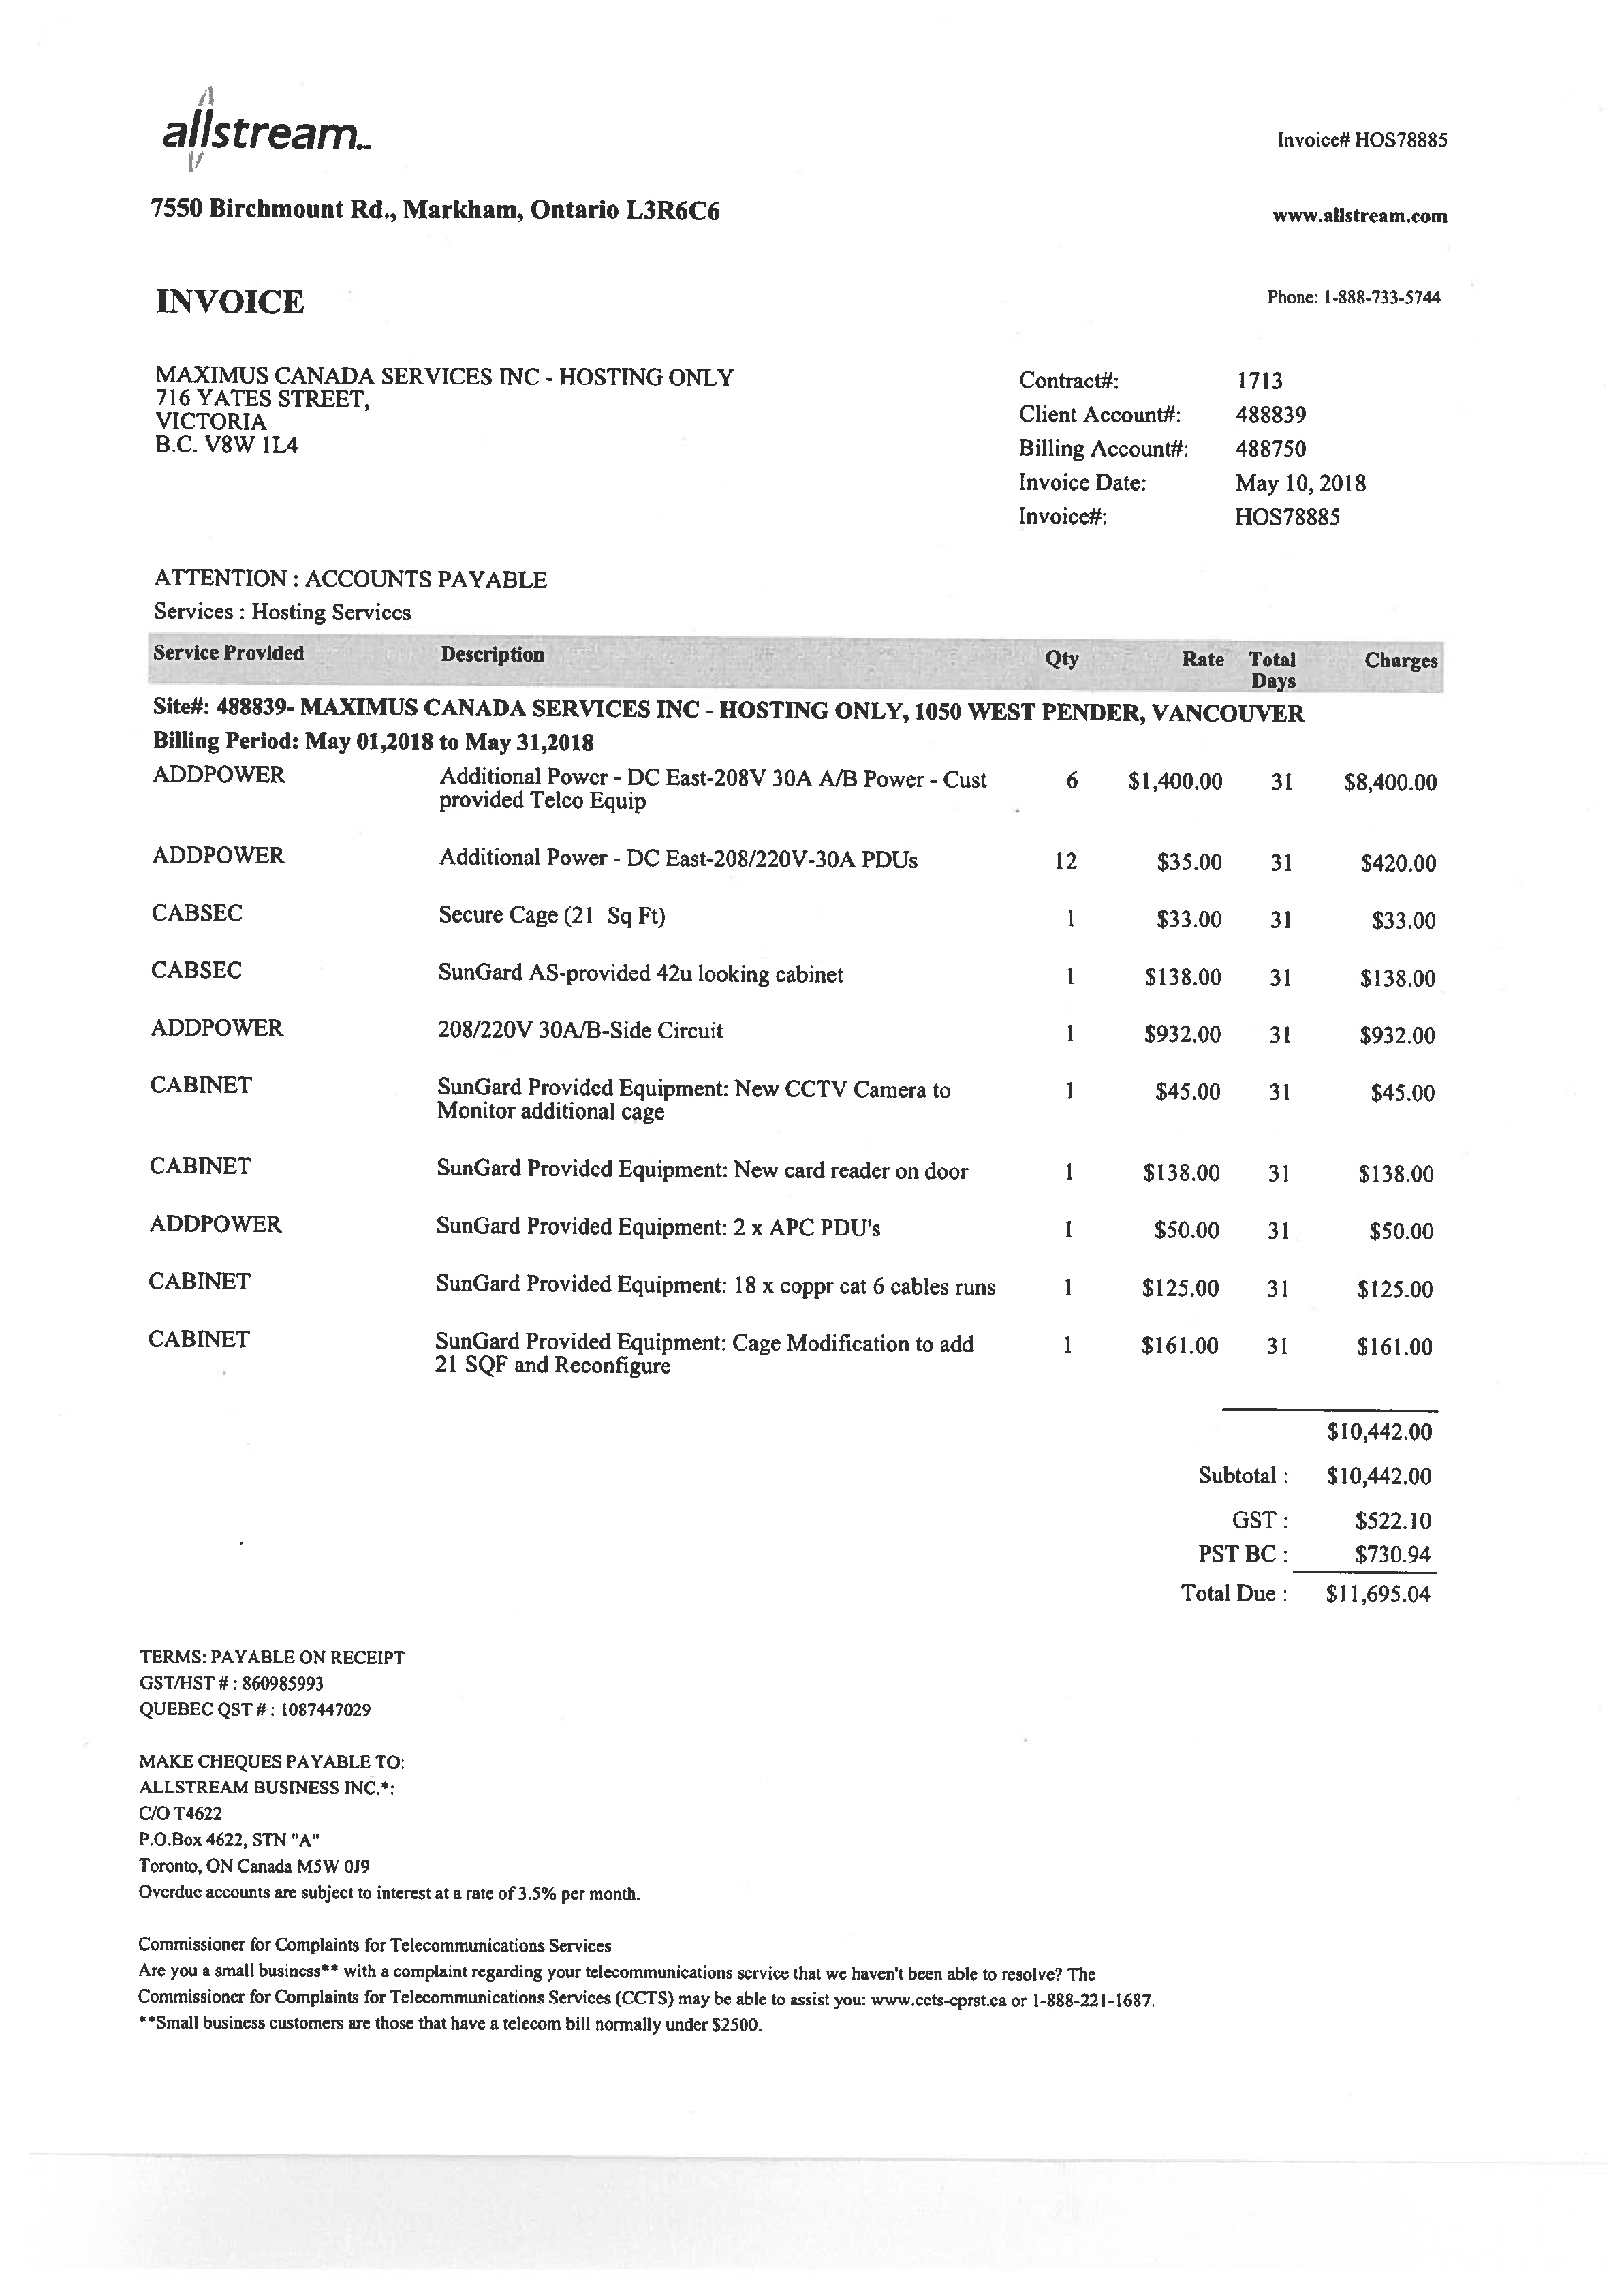 allstream
Invoice# HOS78885
7550 Birchmount Rd., Markham, Ontario L3R6C6
www.allstream.com
INVOICE
Phone: 1-888-733-5744
MAXIMUS CANADA SERVICES INC - HOSTING ONLY
716 YATES STREET,
VICTORIA
B.C. V8W 1L4
Contract#: 1713
Client Account#: 488839
Billing Account#: 488750
Invoice Date: May 10, 2018
Invoice#: HOS78885
ATTENTION : ACCOUNTS PAYABLE
Services : Hosting Services
Service Provided Description Qty Rate Total Days Charges
Site#: 488839- MAXIMUS CANADA SERVICES INC - HOSTING ONLY, 1050 WEST PENDER, VANCOUVER
Billing Period: May 01,2018 to May 31,2018
ADDPOWER Additional Power - DC East-208V 30A A/B Power - Cust 6 $1,400.00 31 $8,400.00
provided Telco Equip
ADDPOWER Additional Power - DC East-208/220V-30A PDUs 12 $35.00 31 $420.00
CABSEC Secure Cage (21 Sq Ft) 1 $33.00 31 $33.00
CABSEC SunGard AS-provided 42u looking cabinet 1 $138.00 31 $138.00
ADDPOWER 208/220V 30A/B-Side Circuit 1 $932.00 31 $932.00
CABINET SunGard Provided Equipment: New CCTV Camera to 1 $45.00 31 $45.00
Monitor additional cage
CABINET SunGard Provided Equipment: New card reader on door 1 $138.00 31 $138.00
ADDPOWER SunGard Provided Equipment: 2 x APC PDU's 1 $50.00 31 $50.00
CABINET SunGard Provided Equipment: 18 x coppr cat 6 cables runs 1 $125.00 31 $125.00
CABINET SunGard Provided Equipment: Cage Modification to add 1 $161.00 31 $161.00
21 SQF and Reconfigure
$10,442.00
Subtotal : $10,442.00
GST : $522.10
PST BC : $730.94
Total Due : $11,695.04
TERMS: PAYABLE ON RECEIPT
GST/HST # : 860985993
QUEBEC QST # : 1087447029
MAKE CHEQUES PAYABLE TO:
ALLSTREAM BUSINESS INC.*:
C/O T4622
P.O.Box 4622, STN "A"
Toronto, ON Canada M5W 0J9
Overdue accounts are subject to interest at a rate of 3.5% per month.
Commissioner for Complaints for Telecommunications Services
Are you a small business** with a complaint regarding your telecommunications service that we haven't been able to resolve? The
Commissioner for Complaints for Telecommunications Services (CCTS) may be able to assist you: www.ccts-cprst.ca or 1-888-221-1687.
**Small business customers are those that have a telecom bill normally under $2500.